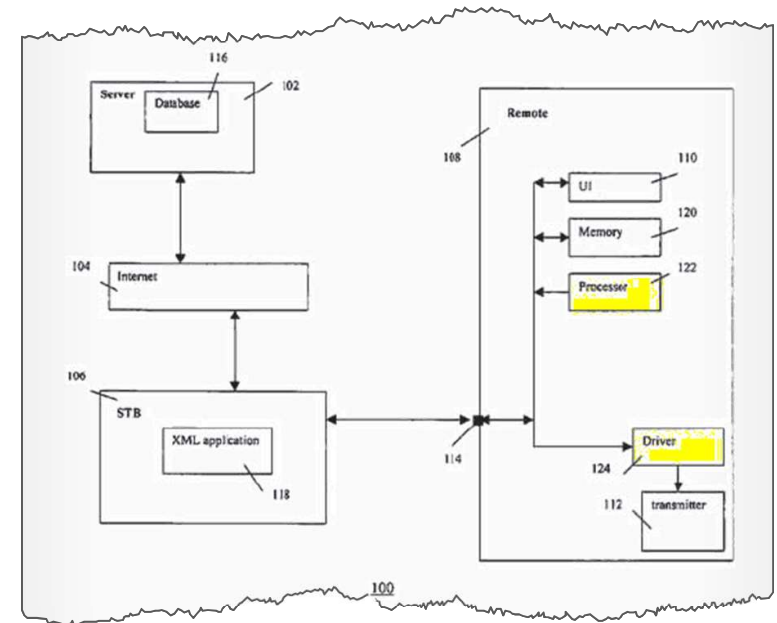 116
Server
Database
102
Remote
108
110
UI
120
Memory
104
Internet
122
Processor
106
STB
XML application
118
114
Driver
124
112
transmitter
100